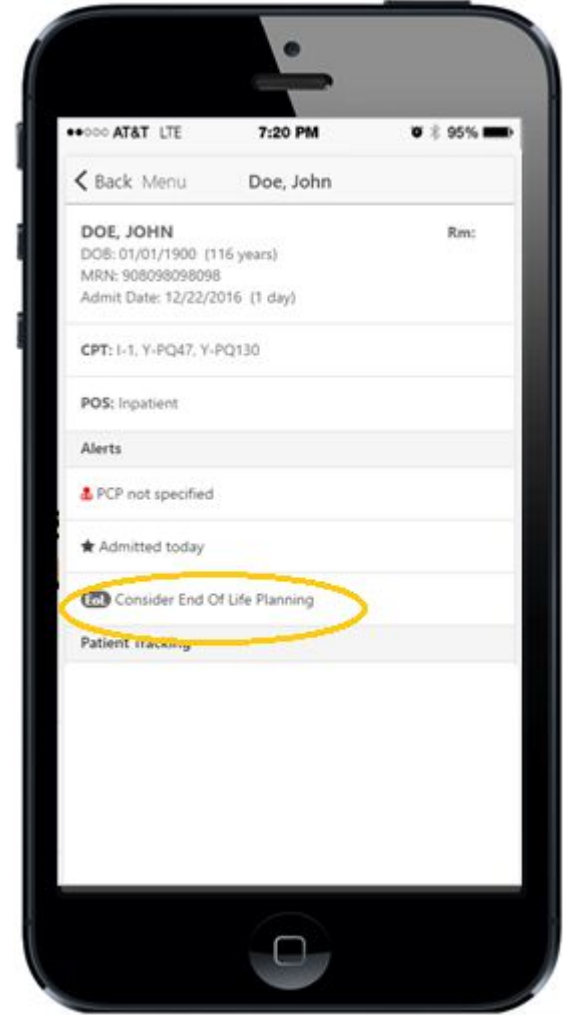 AT&T LTE 7:20 PM 95%
Back Menu Doe, John
DOE, JOHN Rm:
DOB: 01/01/1900 (116 years)
MRN: 908098098098
Admit Date: 12/22/2016 (1 day)
CPT: I-1, Y-PQ47, Y-PQ130
POS: Inpatient
Alerts
PCP not specified
Admitted today
EoL Consider End Of Life Planning
Patient Tracking